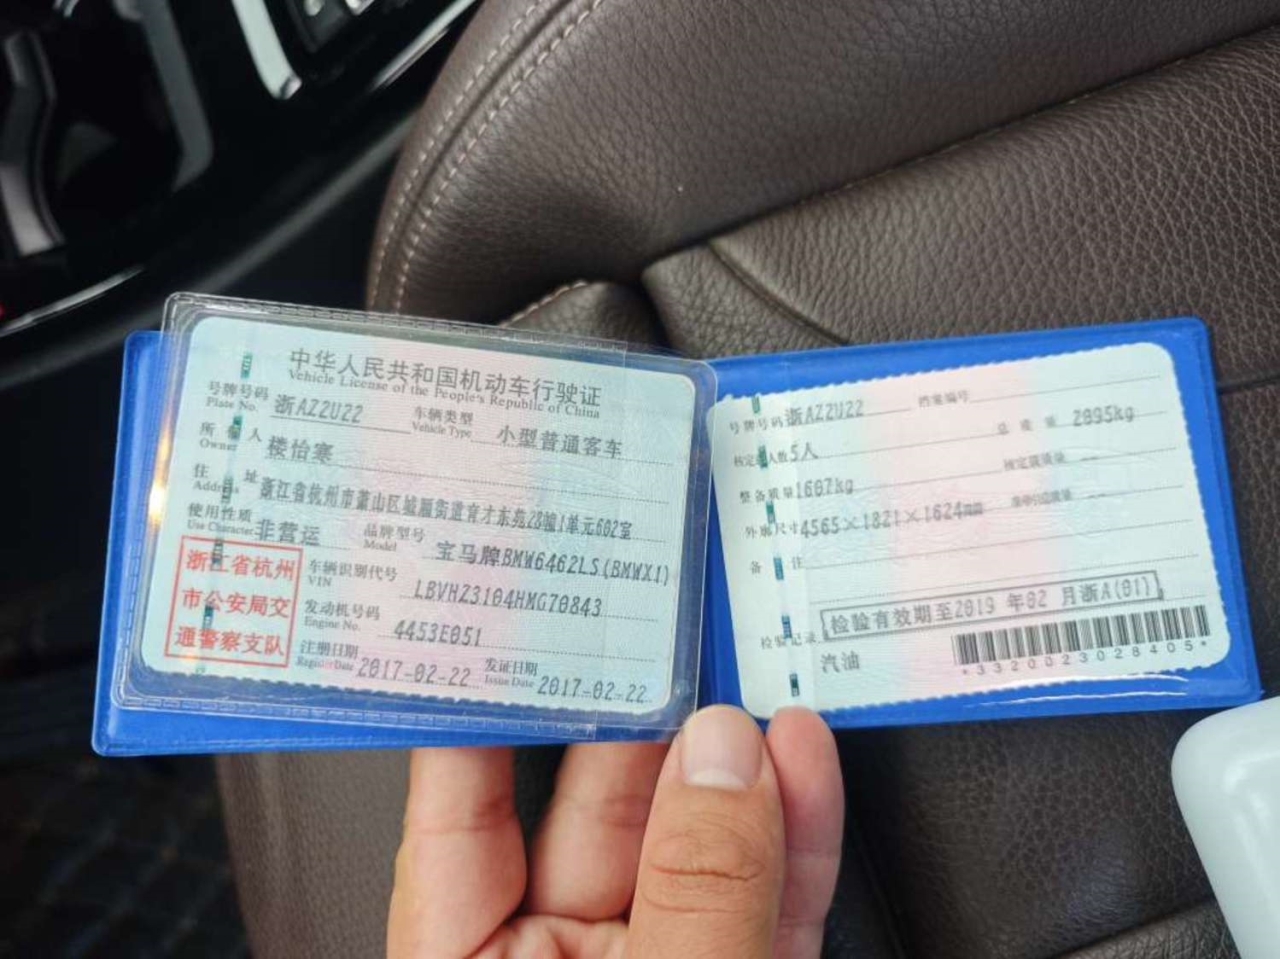 中华人民共和国机动车行驶证
Vehicle License of the People's Republic of China
号牌号码 浙AZ2U22 车辆类型 小型普通客车
Plate No. Vehicle Type
所有人 楼怡寒
Owner
住址 浙江省杭州市萧山区城厢街道育才东苑28幢1单元602室
Address
使用性质 非营运 品牌型号 宝马牌BMW6462LS(BMWX1)
Use Character Model
浙江省杭州
市公安局交
通警察支队
车辆识别代号 LBVHZ3104HMG70843
VIN
发动机号码 4453E051
Engine No.
注册日期 2017-02-22 发证日期 2017-02-22
Register Date Issue Date
号牌号码 浙AZ2U22 档案编号
核定载人数 5人 总质量 2095kg
整备质量 1607kg 核定载质量 --
外廓尺寸 4565×1821×1624mm 准牵引总质量 --
备注
检验有效期至2019 年02 月浙A(01)
检验记录
汽油
*3320023028405*